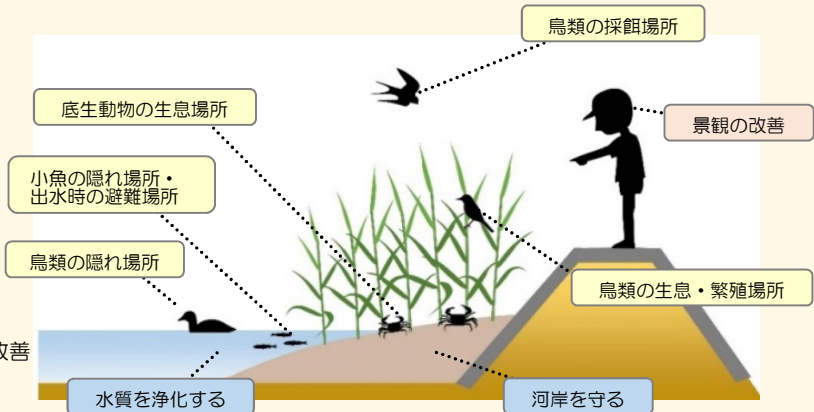 鳥類の採餌場所
底生動物の生息場所
景観の改善
小魚の隠れ場所・
出水時の避難場所
鳥類の隠れ場所
鳥類の生息・繁殖場所
改善
水質を浄化する
河岸を守る